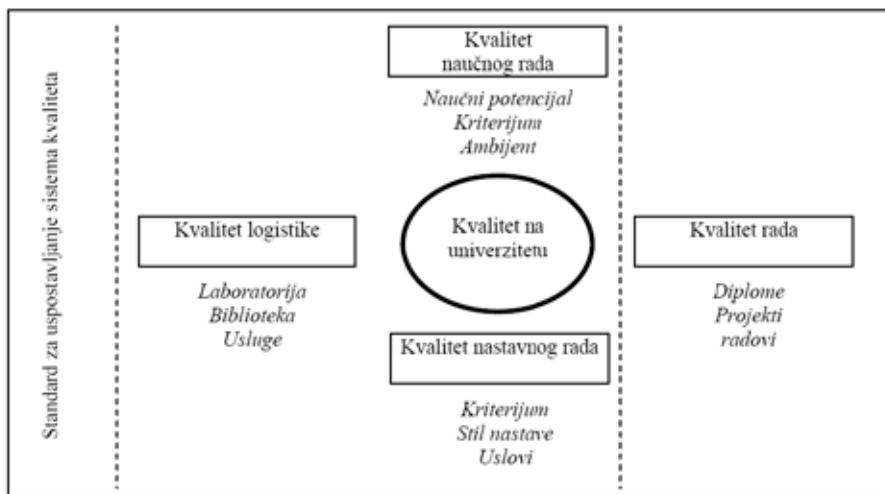 Standard za uspostavljanje sistema kvaliteta
Kvalitet
naučnog rada
Naučni potencijal
Kriterijum
Ambijent
Kvalitet logistike
Laboratorija
Biblioteka
Usluge
Kvalitet na
univerzitetu
Kvalitet rada
Diplome
Projekti
radovi
Kvalitet nastavnog rada
Kriterijum
Stil nastave
Uslovi